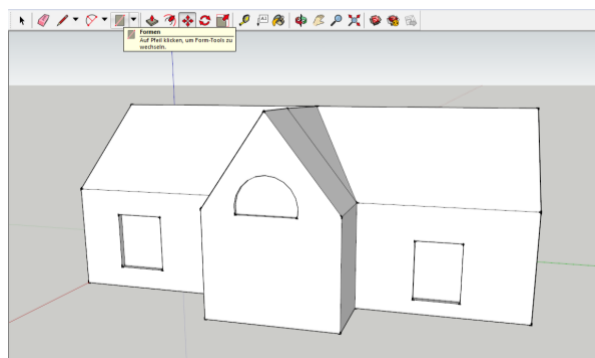 Formen
Auf Pfeil klicken, um Form-Tools zu
wechseln.